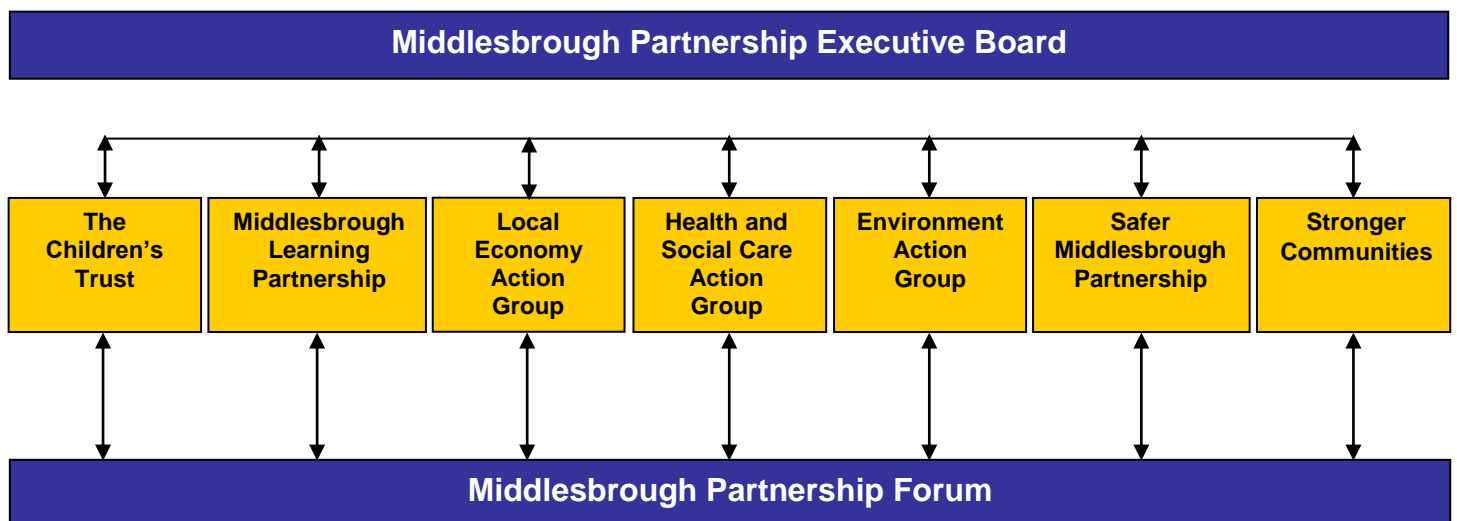 Middlesbrough Partnership Executive Board
The
Children’s
Trust
Middlesbrough
Learning
Partnership
Local
Economy
Action
Group
Health and
Social Care
Action
Group
Environment
Action
Group
Safer
Middlesbrough
Partnership
Stronger
Communities
Middlesbrough Partnership Forum